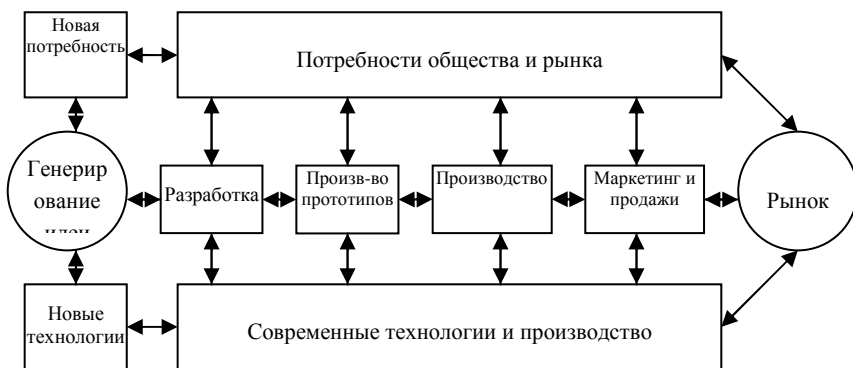 Новая
потребность
Потребности общества и рынка
Генерир
ование
идеи
Разработка
Произв-во
прототипов
Производство
Маркетинг и
продажи
Рынок
Новые
технологии
Современные технологии и производство